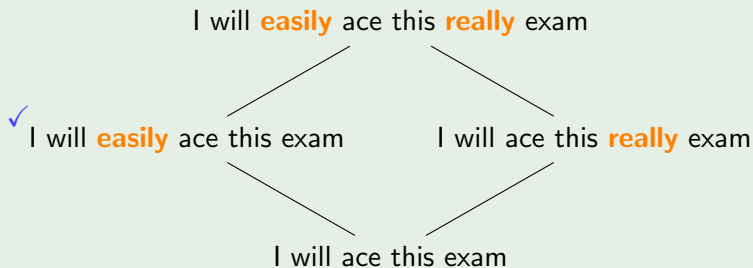 I will easily ace this really exam
✓I will easily ace this exam
I will ace this really exam
I will ace this exam